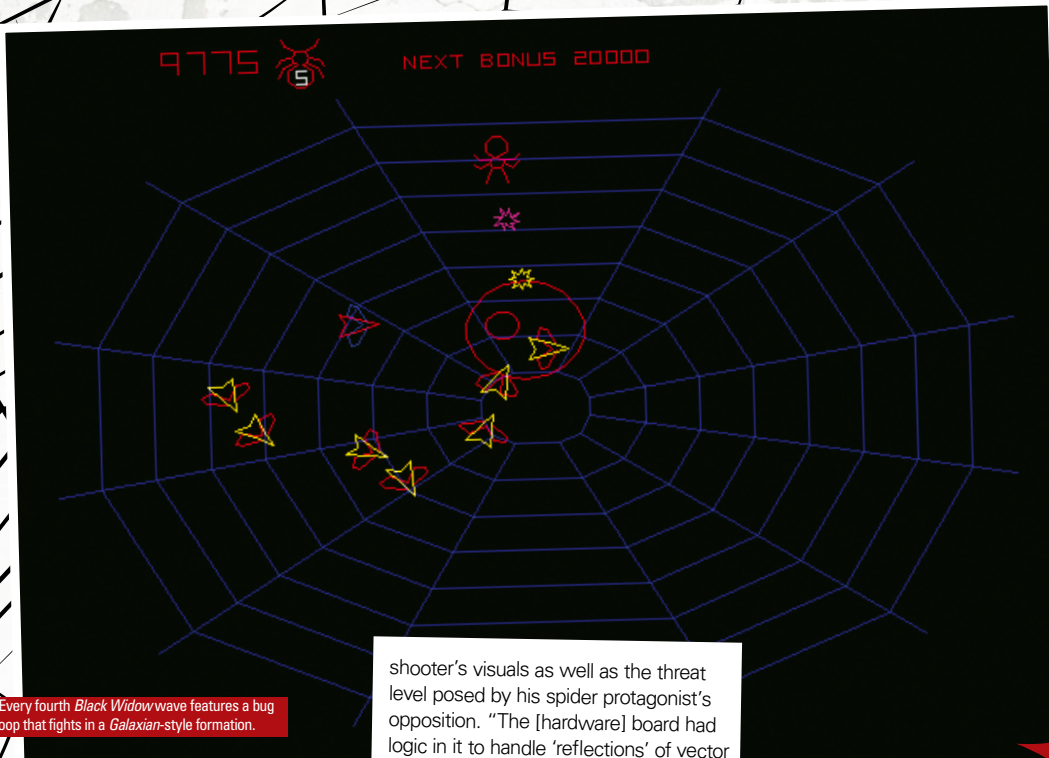 9775 5 NEXT BONUS 20000
Every fourth Black Widow wave features a bug
oop that fights in a Galaxian-style formation.
shooter's visuals as well as the threat
level posed by his spider protagonist's
opposition. “The [hardware] board had
logic in it to handle ‘reflections’ of vector